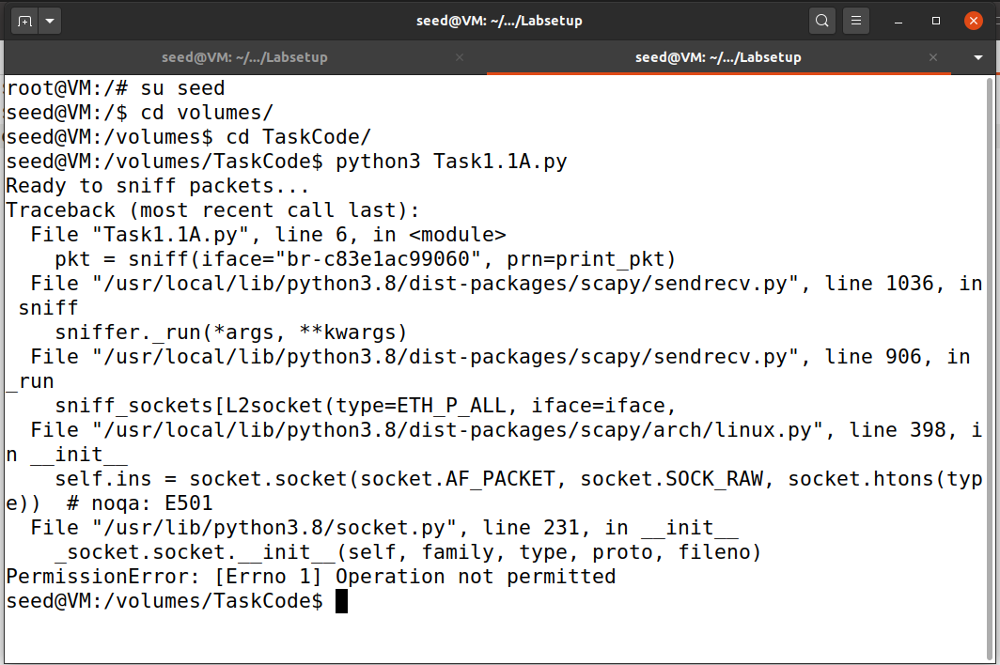 seed@VM: ~/.../Labsetup
seed@VM: ~/.../Labsetup
seed@VM: ~/.../Labsetup
root@VM:/# su seed
seed@VM:/$ cd volumes/
seed@VM:/volumes$ cd TaskCode/
seed@VM:/volumes/TaskCode$ python3 Task1.1A.py
Ready to sniff packets...
Traceback (most recent call last):
  File "Task1.1A.py", line 6, in <module>
    pkt = sniff(iface="br-c83e1ac99060", prn=print_pkt)
  File "/usr/local/lib/python3.8/dist-packages/scapy/sendrecv.py", line 1036, in
 sniff
    sniffer._run(*args, **kwargs)
  File "/usr/local/lib/python3.8/dist-packages/scapy/sendrecv.py", line 906, in 
_run
    sniff_sockets[L2socket(type=ETH_P_ALL, iface=iface,
  File "/usr/local/lib/python3.8/dist-packages/scapy/arch/linux.py", line 398, i
n __init__
    self.ins = socket.socket(socket.AF_PACKET, socket.SOCK_RAW, socket.htons(typ
e))  # noqa: E501
  File "/usr/lib/python3.8/socket.py", line 231, in __init__
    _socket.socket.__init__(self, family, type, proto, fileno)
PermissionError: [Errno 1] Operation not permitted
seed@VM:/volumes/TaskCode$